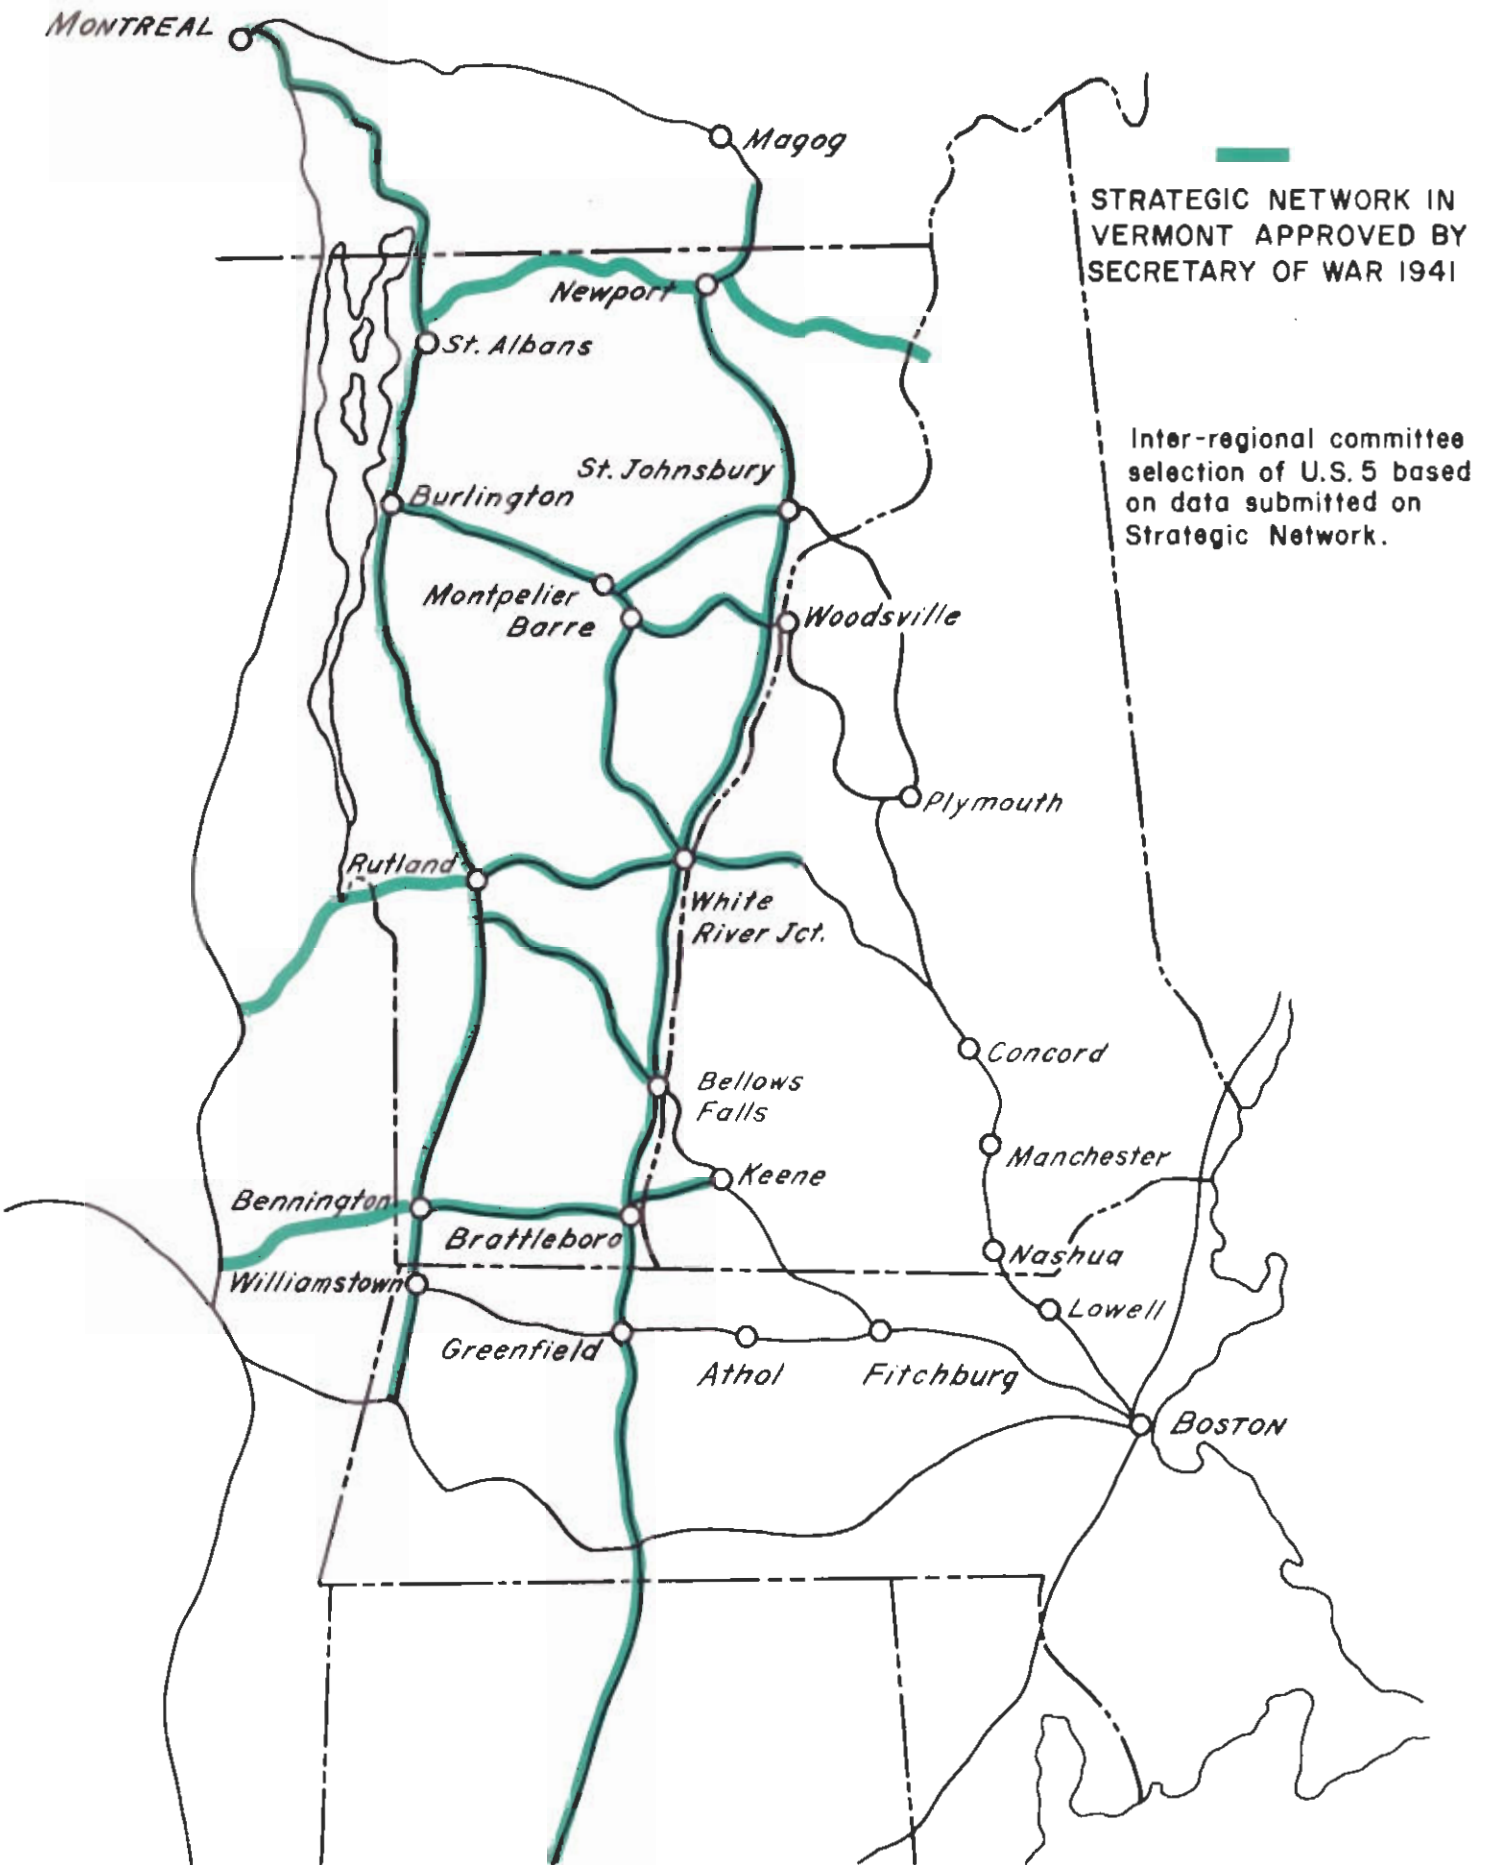 MONTREAL
Magog
STRATEGIC NETWORK IN
VERMONT APPROVED BY
SECRETARY OF WAR 1941
Newport
St. Albans
Inter-regional committee
selection of U.S. 5 based
on data submitted on
Strategic Network.
St. Johnsbury
Burlington
Montpelier
Barre
Woodsville
Plymouth
Rutland
White
River Jct.
Concord
Bellows
Falls
Manchester
Keene
Bennington
Brattleboro
Nashua
Williamstown
Lowell
Greenfield
Athol
Fitchburg
BOSTON